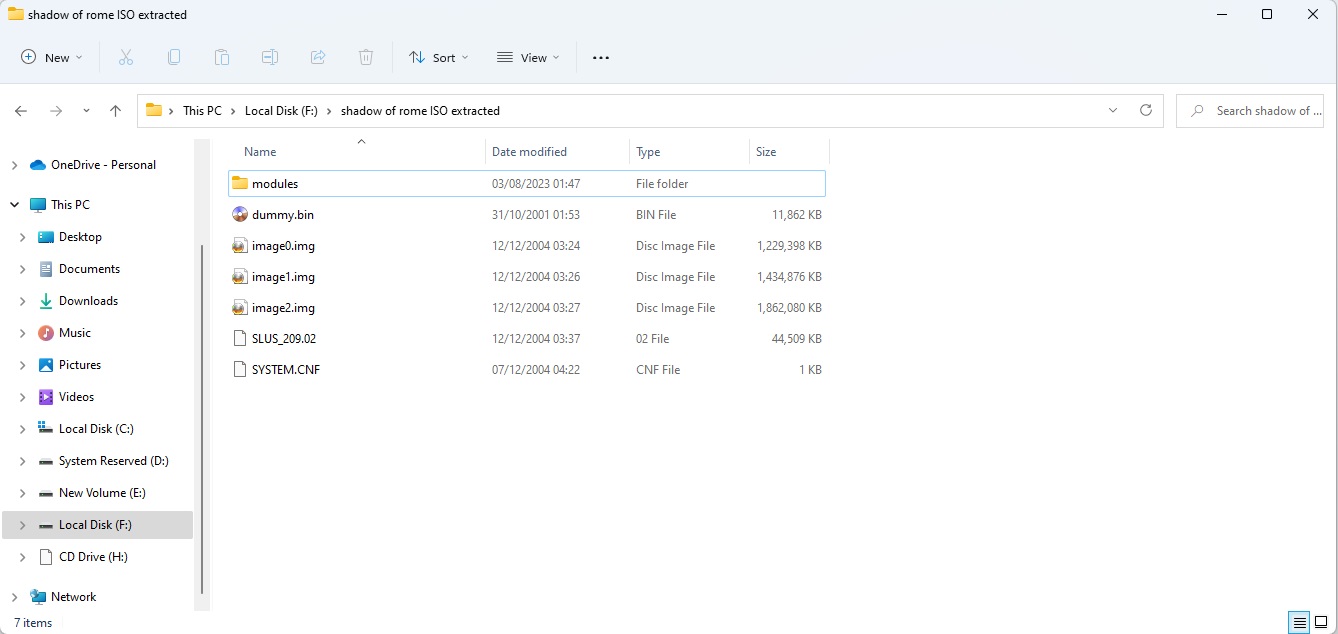 shadow of rome ISO extracted
New
Sort
View
This PC > Local Disk (F:) > shadow of rome ISO extracted
Search shadow of ...
OneDrive - Personal
This PC
Desktop
Documents
Downloads
Music
Pictures
Videos
Local Disk (C:)
System Reserved (D:)
New Volume (E:)
Local Disk (F:)
CD Drive (H:)
Network
Name Date modified Type Size
modules 03/08/2023 01:47 File folder
dummy.bin 31/10/2001 01:53 BIN File 11,862 KB
image0.img 12/12/2004 03:24 Disc Image File 1,229,398 KB
image1.img 12/12/2004 03:26 Disc Image File 1,434,876 KB
image2.img 12/12/2004 03:27 Disc Image File 1,862,080 KB
SLUS_209.02 12/12/2004 03:37 02 File 44,509 KB
SYSTEM.CNF 07/12/2004 04:22 CNF File 1 KB
7 items